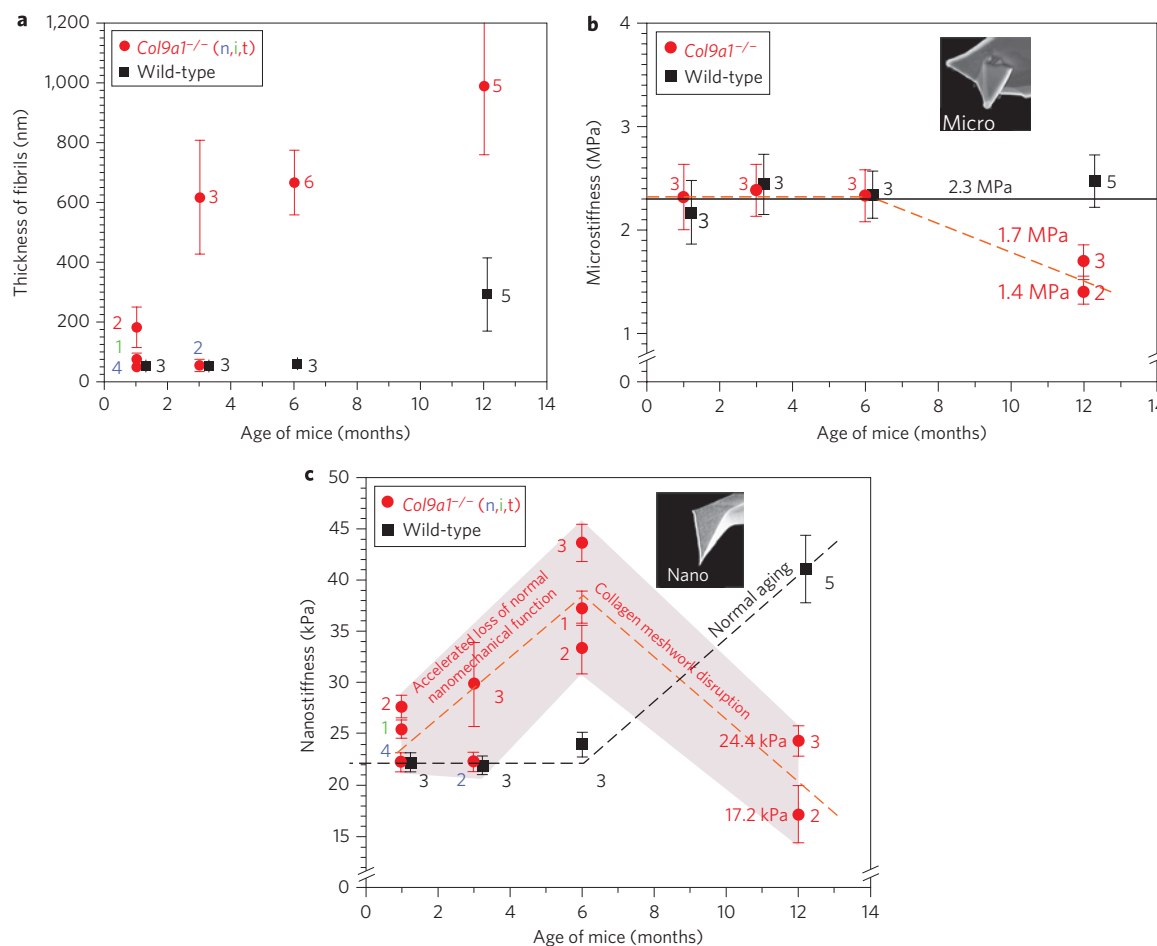 a
1,200
1,000
800
600
400
200
0
Thickness of fibrils (nm)
Col9a1−/− (n,i,t)
Wild-type
5
3
6
5
2
1
4
3
2
3
3
0 2 4 6 8 10 12 14
Age of mice (months)
b
4
3
2
1
0
Microstiffness (MPa)
Col9a1−/−
Wild-type
Micro
3
3
3
3
3
3
2.3 MPa
5
1.7 MPa
3
1.4 MPa
2
0 2 4 6 8 10 12 14
Age of mice (months)
c
50
45
40
35
30
25
20
15
0
Nanostiffness (kPa)
Col9a1−/− (n,i,t)
Wild-type
Nano
Accelerated loss of normal
nanomechanical function
Collagen meshwork disruption
Normal aging
3
1
2
5
2
1
4
3
3
2
3
3
24.4 kPa
3
17.2 kPa
2
0 2 4 6 8 10 12 14
Age of mice (months)